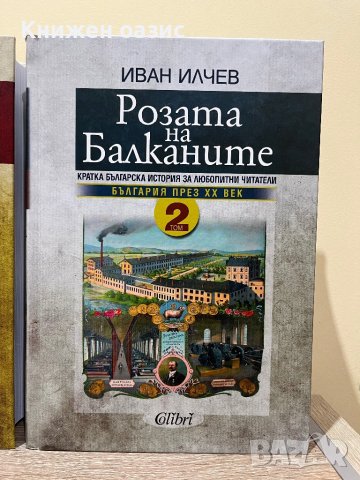 Книжен оазис
ИВАН ИЛЧЕВ
Розата
на
Балканите
КРАТКА БЪЛГАРСКА ИСТОРИЯ ЗА ЛЮБОПИТНИ ЧИТАТЕЛИ
БЪЛГАРИЯ ПРЕЗ XX ВЕК
2
ТОМ
Colibri
BAZAR